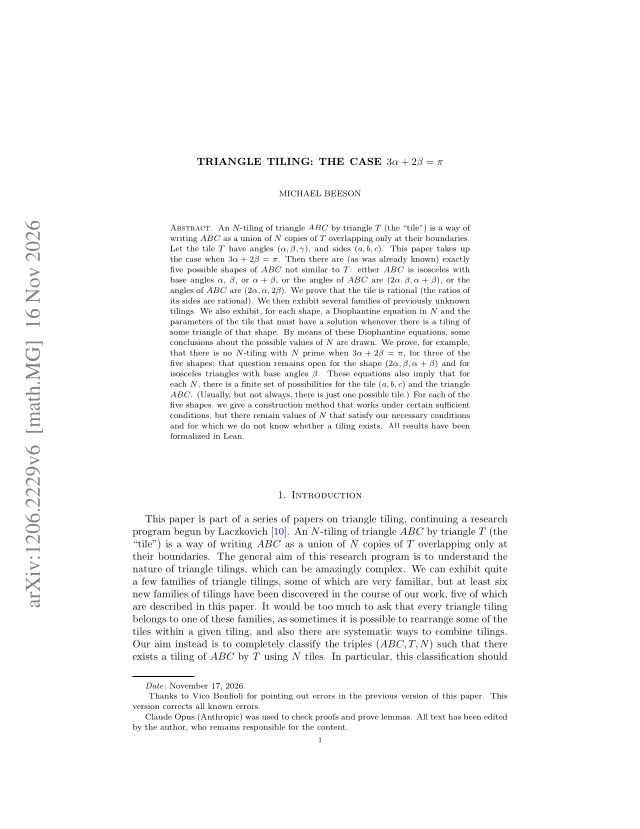 arXiv:1206.2229v6 [math.MG] 16 Nov 2026
TRIANGLE TILING: THE CASE 3α + 2β = π
MICHAEL BEESON
ABSTRACT. An N-tiling of triangle ABC by triangle T (the “tile”) is a way of
writing ABC as a union of N copies of T overlapping only at their boundaries.
Let the tile T have angles (α, β, γ), and sides (a, b, c). This paper takes up
the case when 3α + 2β = π. Then there are (as was already known) exactly
five possible shapes of ABC not similar to T: either ABC is isosceles with
base angles α, β, or α + β, or the angles of ABC are (2α, β, α + β), or the
angles of ABC are (2α, α, 2β). We prove that the tile is rational (the ratios of
its sides are rational). We then exhibit several families of previously unknown
tilings. We also exhibit, for each shape, a Diophantine equation in N and the
parameters of the tile that must have a solution whenever there is a tiling of
some triangle of that shape. By means of these Diophantine equations, some
conclusions about the possible values of N are drawn. We prove, for example,
that there is no N-tiling with N prime when 3α + 2β = π, for three of the
five shapes; that question remains open for the shape (2α, β, α + β) and for
isosceles triangles with base angles β. These equations also imply that for
each N, there is a finite set of possibilities for the tile (a, b, c) and the triangle
ABC. (Usually, but not always, there is just one possible tile.) For each of the
five shapes, we give a construction method that works under certain sufficient
conditions, but there remain values of N that satisfy our necessary conditions
and for which we do not know whether a tiling exists. All results have been
formalized in Lean.
1. INTRODUCTION
This paper is part of a series of papers on triangle tiling, continuing a research
program begun by Laczkovich [10]. An N-tiling of triangle ABC by triangle T (the
“tile”) is a way of writing ABC as a union of N copies of T overlapping only at
their boundaries. The general aim of this research program is to understand the
nature of triangle tilings, which can be amazingly complex. We can exhibit quite
a few families of triangle tilings, some of which are very familiar, but at least six
new families of tilings have been discovered in the course of our work, five of which
are described in this paper. It would be too much to ask that every triangle tiling
belongs to one of these families, as sometimes it is possible to rearrange some of the
tiles within a given tiling, and also there are systematic ways to combine tilings.
Our aim instead is to completely classify the triples (ABC, T, N) such that there
exists a tiling of ABC by T using N tiles. In particular, this classification should
Date: November 17, 2026.
Thanks to Vico Bonfioli for pointing out errors in the previous version of this paper. This
version corrects all known errors.
Claude Opus (Anthropic) was used to check proofs and prove lemmas. All text has been edited
by the author, who remains responsible for the content.
1